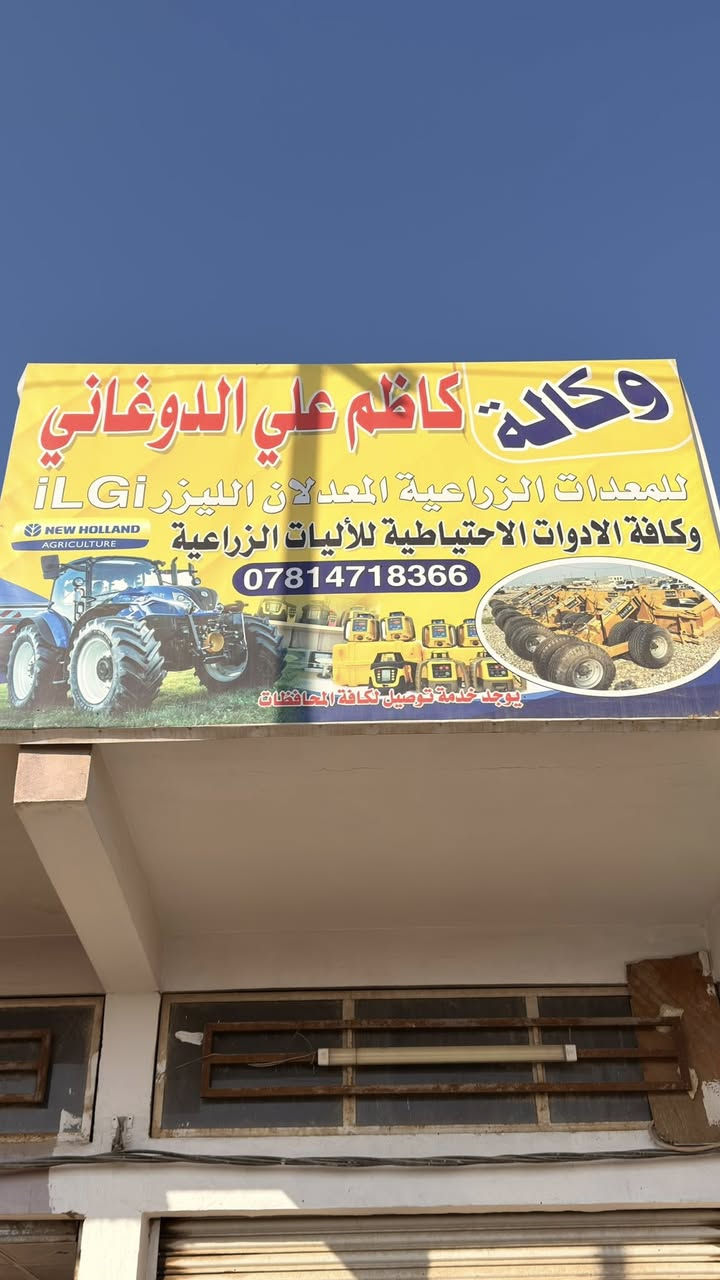 وكالة كاظم علي الدوغاني
للمعدات الزراعية المعدلان الليزر iLGi
وكافة الادوات الاحتياطية للأليات الزراعية
NEW HOLLAND
AGRICULTURE
07814718366
يوجد خدمة توصيل لكافة المحافظات